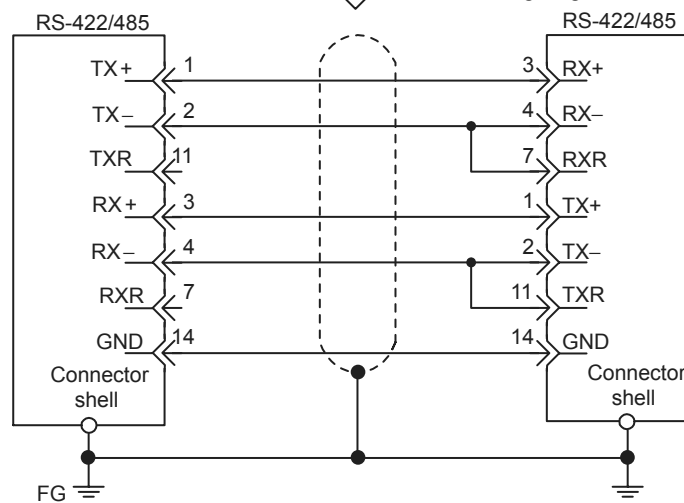 RS-422/485
RS-422/485
TX+ 1 3 RX+
TX– 2 4 RX–
TXR 11 7 RXR
RX+ 3 1 TX+
RX– 4 2 TX–
RXR 7 11 TXR
GND 14 14 GND
Connector
shell
Connector
shell
FG